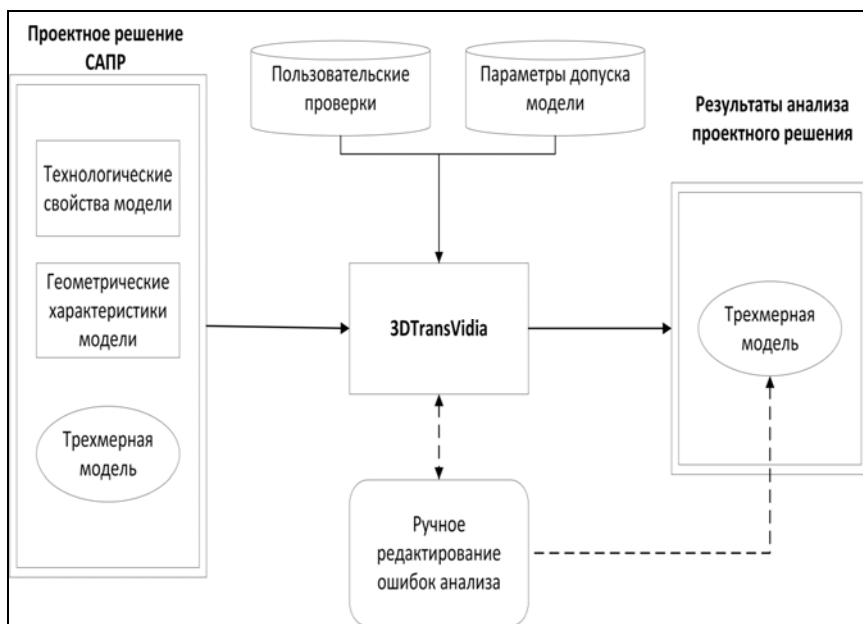 Проектное решение
САПР
Технологические
свойства модели
Геометрические
характеристики
модели
Трехмерная
модель
Пользовательские
проверки
Параметры допуска
модели
3DTransVidia
Ручное
редактирование
ошибок анализа
Результаты анализа
проектного решения
Трехмерная
модель